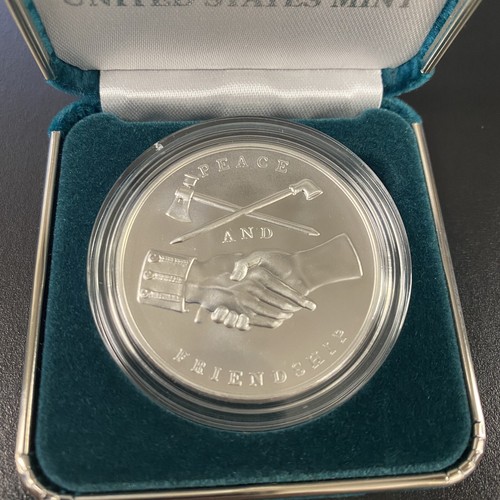 UNITED STATES MINT
PEACE
AND
FRIENDSHIP